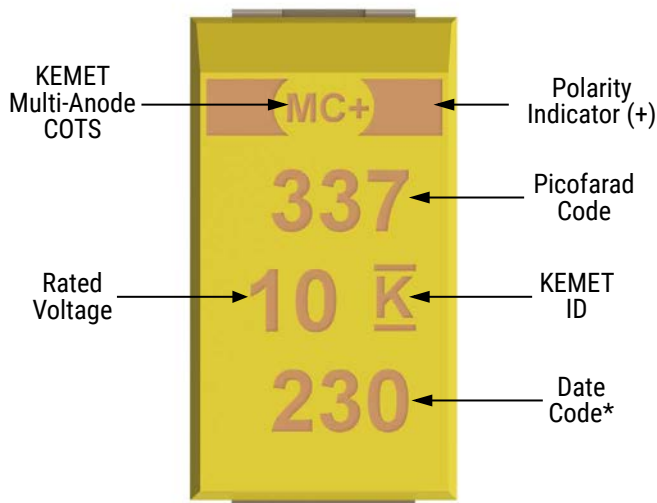 KEMET
Multi-Anode
COTS
MC+
Polarity
Indicator (+)
337
Picofarad
Code
Rated
Voltage
10 K
KEMET
ID
230
Date
Code*